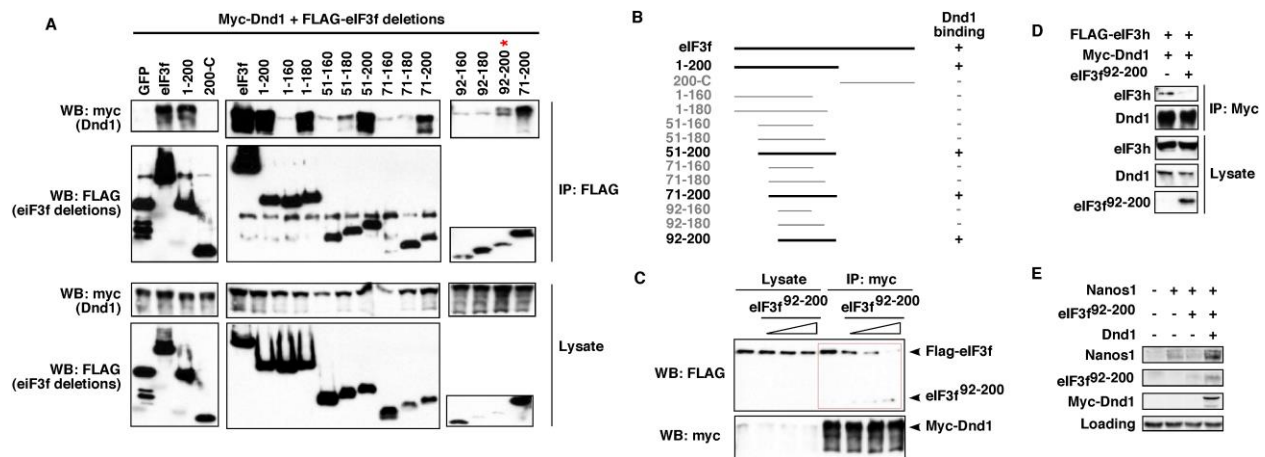 A
Myc-Dnd1 + FLAG-eIF3f deletions
GFP
eIF3f
1-200
200-C
eIF3f
1-200
1-160
1-180
51-160
51-180
51-200
71-160
71-180
71-200
92-160
92-180
92-200 *
71-200
WB: myc
(Dnd1)
WB: FLAG
(eiF3f deletions)
IP: FLAG
WB: myc
(Dnd1)
WB: FLAG
(eiF3f deletions)
Lysate
B
Dnd1
binding
eIF3f +
1-200 +
200-C -
1-160 -
1-180 -
51-160 -
51-180 -
51-200 +
71-160 -
71-180 -
71-200 +
92-160 -
92-180 -
92-200 +
C
Lysate IP: myc
eIF3f92-200 eIF3f92-200
WB: FLAG
Flag-eIF3f
eIF3f92-200
WB: myc
Myc-Dnd1
D
FLAG-eIF3h + +
Myc-Dnd1 + +
eIF3f92-200 - +
eIF3h
Dnd1
IP: Myc
eIF3h
Dnd1
eIF3f92-200
Lysate
E
Nanos1 - + + +
eIF3f92-200 - - + +
Dnd1 - - - +
Nanos1
eIF3f92-200
Myc-Dnd1
Loading